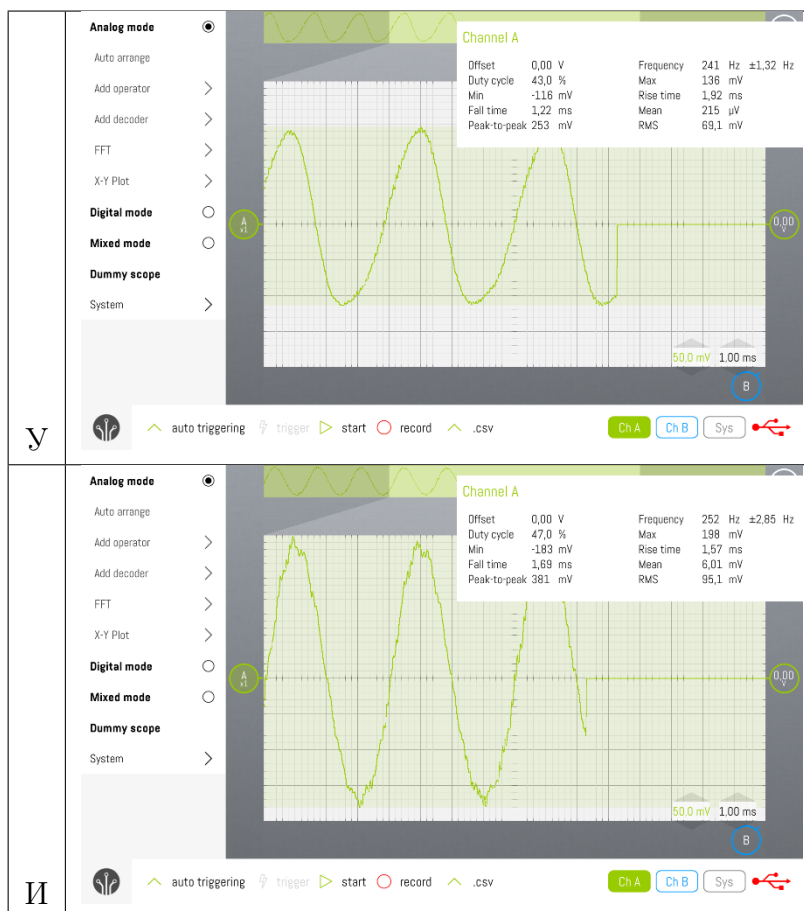 Analog mode
Auto arrange
Add operator
Add decoder
FFT
X-Y Plot
Digital mode
Mixed mode
Dummy scope
System
Channel A
Offset 0,00 V Frequency 241 Hz ±1,32 Hz
Duty cycle 43,0 % Max 136 mV
Min -116 mV Rise time 1,92 ms
Fall time 1,22 ms Mean 215 µV
Peak-to-peak 253 mV RMS 69,1 mV
A
x1
0,00
V
50,0 mV 1,00 ms
B
У
auto triggering trigger start record .csv
Ch A Ch B Sys
Analog mode
Auto arrange
Add operator
Add decoder
FFT
X-Y Plot
Digital mode
Mixed mode
Dummy scope
System
Channel A
Offset 0,00 V Frequency 252 Hz ±2,85 Hz
Duty cycle 47,0 % Max 198 mV
Min -183 mV Rise time 1,57 ms
Fall time 1,69 ms Mean 6,01 mV
Peak-to-peak 381 mV RMS 95,1 mV
A
x1
0,00
V
50,0 mV 1,00 ms
B
И
auto triggering trigger start record .csv
Ch A Ch B Sys